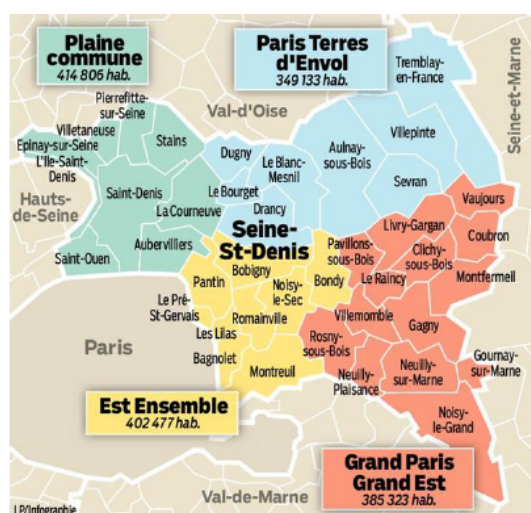 Plaine
commune
414 806 hab.
Paris Terres
d'Envol
349 133 hab.
Tremblay-
en-France
Seine-et-Marne
Pierrefitte-
sur-Seine
Val-d'Oise
Villetaneuse
Epinay-sur-Seine
L'Ile-Saint-
Denis
Stains
Villepinte
Dugny
Le Blanc-
Mesnil
Aulnay-
sous-Bois
Hauts-
de-Seine
Saint-Denis
Le Bourget
Sevran
Vaujours
La Courneuve
Drancy
Livry-Gargan
Seine-
St-Denis
Coubron
Saint-Ouen
Aubervilliers
Pavillons-
sous-Bois
Clichy-
sous-Bois
Bobigny
Pantin
Noisy-
le-Sec
Bondy
Le Raincy
Montfermeil
Le Pré-
St-Gervais
Romainville
Villemomble
Gagny
Paris
Les Lilas
Rosny-
sous-Bois
Bagnolet
Montreuil
Neuilly-
Plaisance
Neuilly-
sur-Marne
Gournay-
sur-Marne
Est Ensemble
402 477 hab.
Noisy-
le-Grand
Grand Paris
Grand Est
385 323 hab.
Val-de-Marne
LP/Infographie